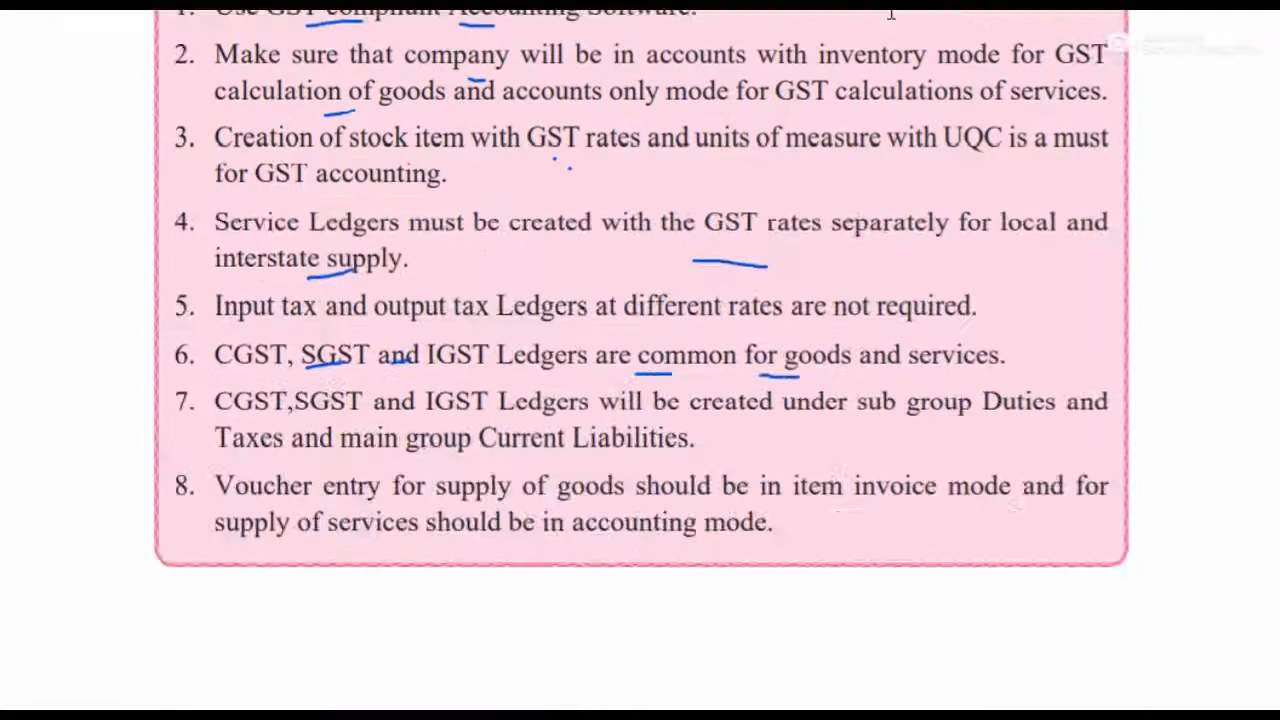 1. Use GST compliant Accounting Software.
2. Make sure that company will be in accounts with inventory mode for GST
calculation of goods and accounts only mode for GST calculations of services.
3. Creation of stock item with GST rates and units of measure with UQC is a must
for GST accounting.
4. Service Ledgers must be created with the GST rates separately for local and
interstate supply.
5. Input tax and output tax Ledgers at different rates are not required.
6. CGST, SGST and IGST Ledgers are common for goods and services.
7. CGST,SGST and IGST Ledgers will be created under sub group Duties and
Taxes and main group Current Liabilities.
8. Voucher entry for supply of goods should be in item invoice mode and for
supply of services should be in accounting mode.